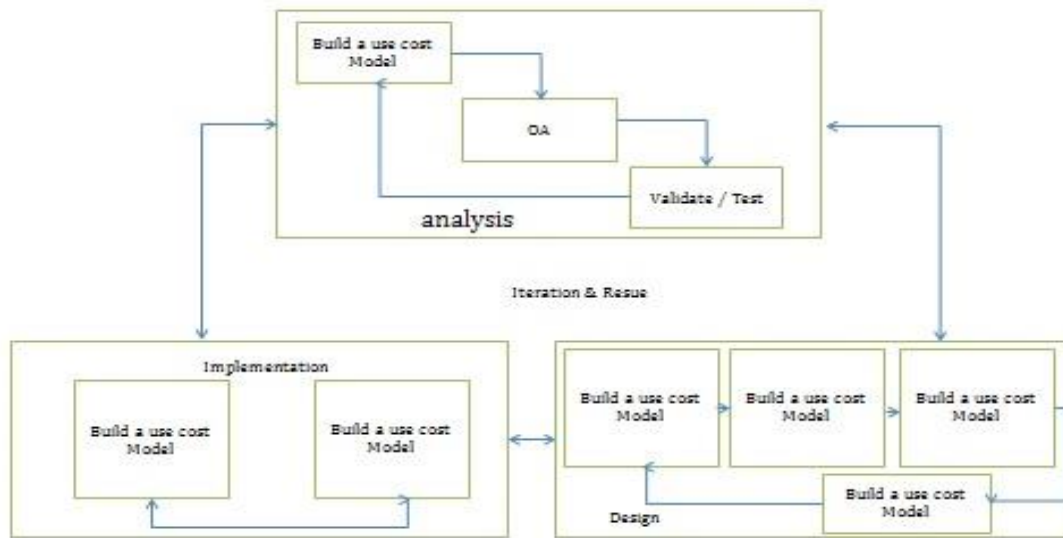 Build a use cost
Model
OA
Validate / Test
analysis
Iteration & Resue
Implementation
Build a use cost
Model
Build a use cost
Model
Build a use cost
Model
Build a use cost
Model
Build a use cost
Model
Build a use cost
Model
Design